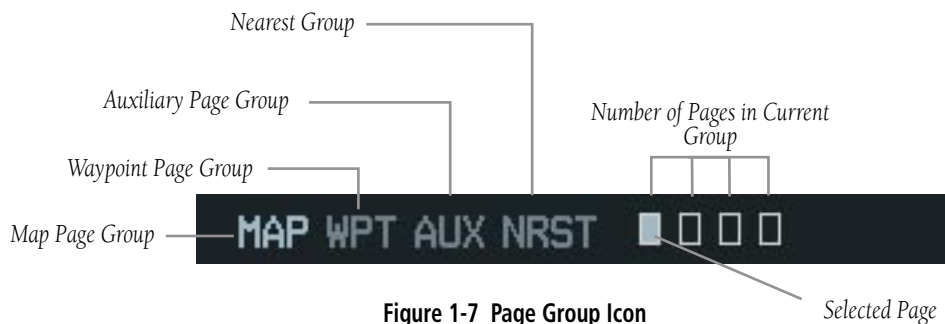 Nearest Group
Auxiliary Page Group
Number of Pages in Current
Group
Waypoint Page Group
Map Page Group
MAP WPT AUX NRST
Selected Page
Figure 1-7 Page Group Icon